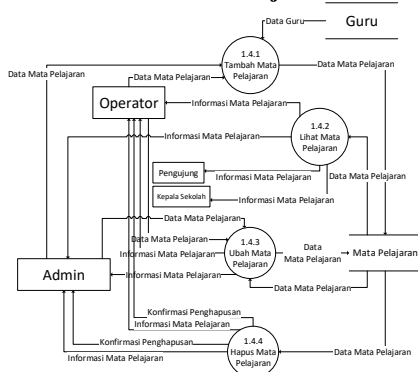 Data Guru
Guru
1.4.1
Tambah Mata
Pelajaran
Data Mata Pelajaran
Data Mata Pelajaran
Data Mata Pelajaran
Operator
Informasi Mata Pelajaran
1.4.2
Lihat Mata
Pelajaran
Informasi Mata Pelajaran
Pengujung
Informasi Mata Pelajaran
Data Mata Pelajaran
Kepala Sekolah
Informasi Mata Pelajaran
Data Mata Pelajaran
1.4.3
Ubah Mata
Pelajaran
Data Mata Pelajaran
Data
Mata Pelajaran
Mata Pelajaran
Informasi Mata Pelajaran
Admin
Informasi Mata Pelajaran
Data Mata Pelajaran
Konfirmasi Penghapusan
Informasi Mata Pelajaran
1.4.4
Hapus Mata
Pelajaran
Konfirmasi Penghapusan
Data Mata Pelajaran
Informasi Mata Pelajaran